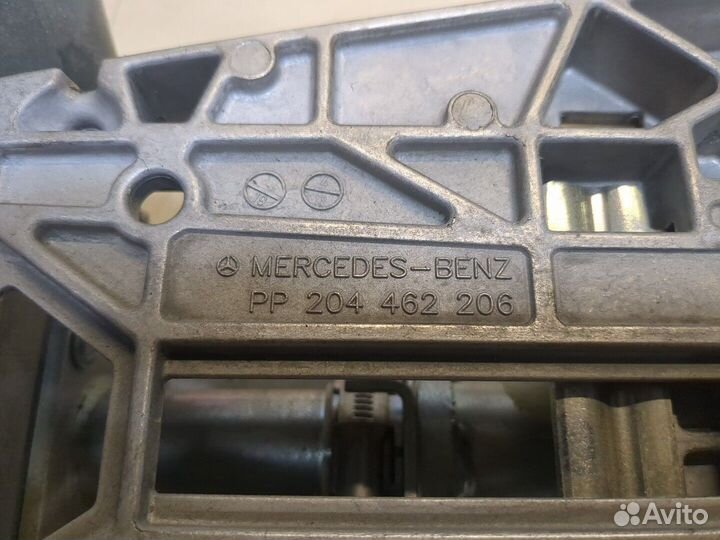 MERCEDES-BENZ
PP 204 462 206
Avito